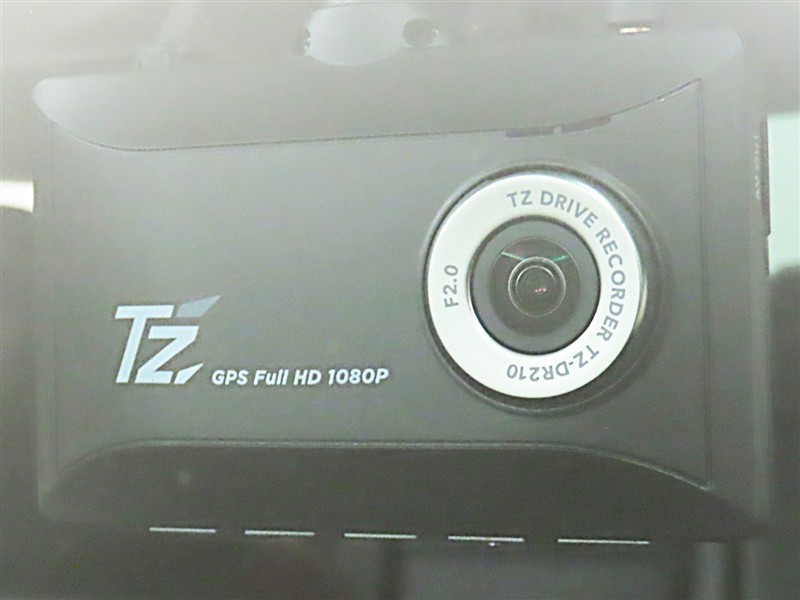 TZ DRIVE RECORDER TZ-DR210
F2.0
TZ
GPS Full HD 1080P